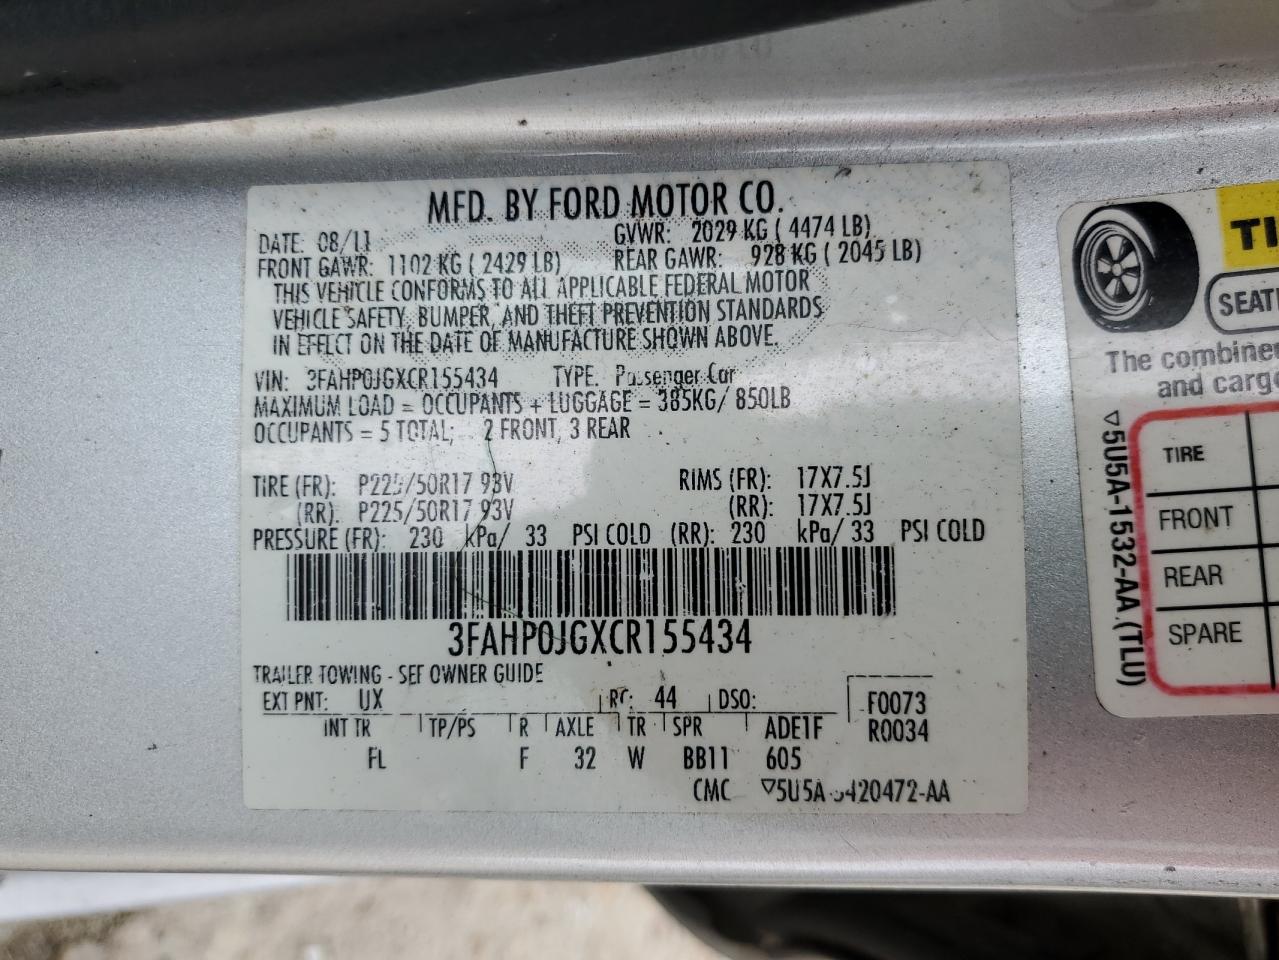 MFD. BY FORD MOTOR CO.
DATE: 08/11 GVWR: 2029 KG ( 4474 LB)
FRONT GAWR: 1102 KG ( 2429 LB) REAR GAWR: 928 KG ( 2045 LB)
THIS VEHICLE CONFORMS TO ALL APPLICABLE FEDERAL MOTOR
VEHICLE SAFETY, BUMPER, AND THEFT PREVENTION STANDARDS
IN EFFECT ON THE DATE OF MANUFACTURE SHOWN ABOVE.
VIN: 3FAHP0JGXCR155434 TYPE: Passenger Car
MAXIMUM LOAD = OCCUPANTS + LUGGAGE = 385KG/ 850LB
OCCUPANTS = 5 TOTAL; 2 FRONT, 3 REAR
TIRE (FR): P225/50R17 93V RIMS (FR): 17X7.5J
(RR): P225/50R17 93V (RR): 17X7.5J
PRESSURE (FR): 230 kPa/ 33 PSI COLD (RR): 230 kPa/ 33 PSI COLD
3FAHP0JGXCR155434
TRAILER TOWING - SEE OWNER GUIDE
EXT PNT: UX RC: 44 DSO: F0073
INT TR TP/PS R AXLE TR SPR ADE1F R0034
FL F 32 W BB11 605
CMC ▽5U5A-5420472-AA
The combine
and cargo
TIRE
FRONT
REAR
SPARE
▽5U5A-1532-AA (TLU)